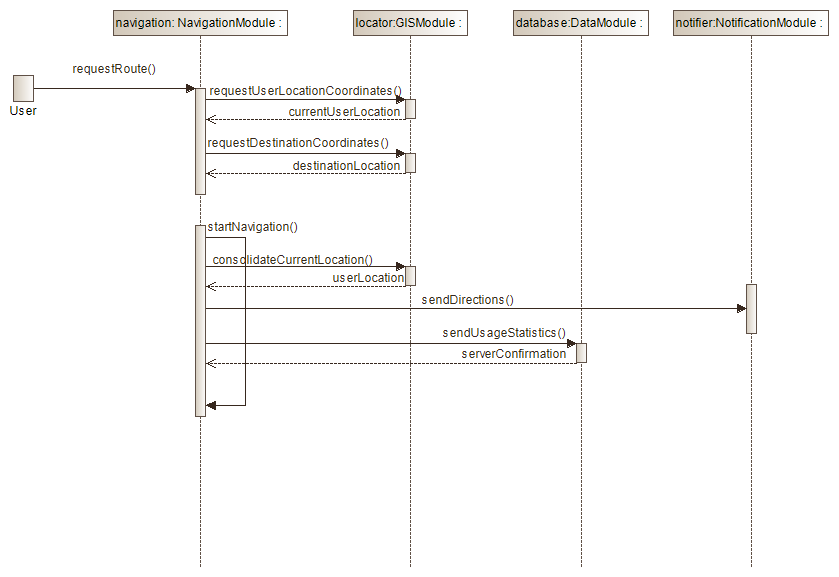 navigation: NavigationModule :
locator:GISModule :
database:DataModule :
notifier:NotificationModule :
requestRoute()
User
requestUserLocationCoordinates()
currentUserLocation
requestDestinationCoordinates()
destinationLocation
startNavigation()
consolidateCurrentLocation()
userLocation
sendDirections()
sendUsageStatistics()
serverConfirmation